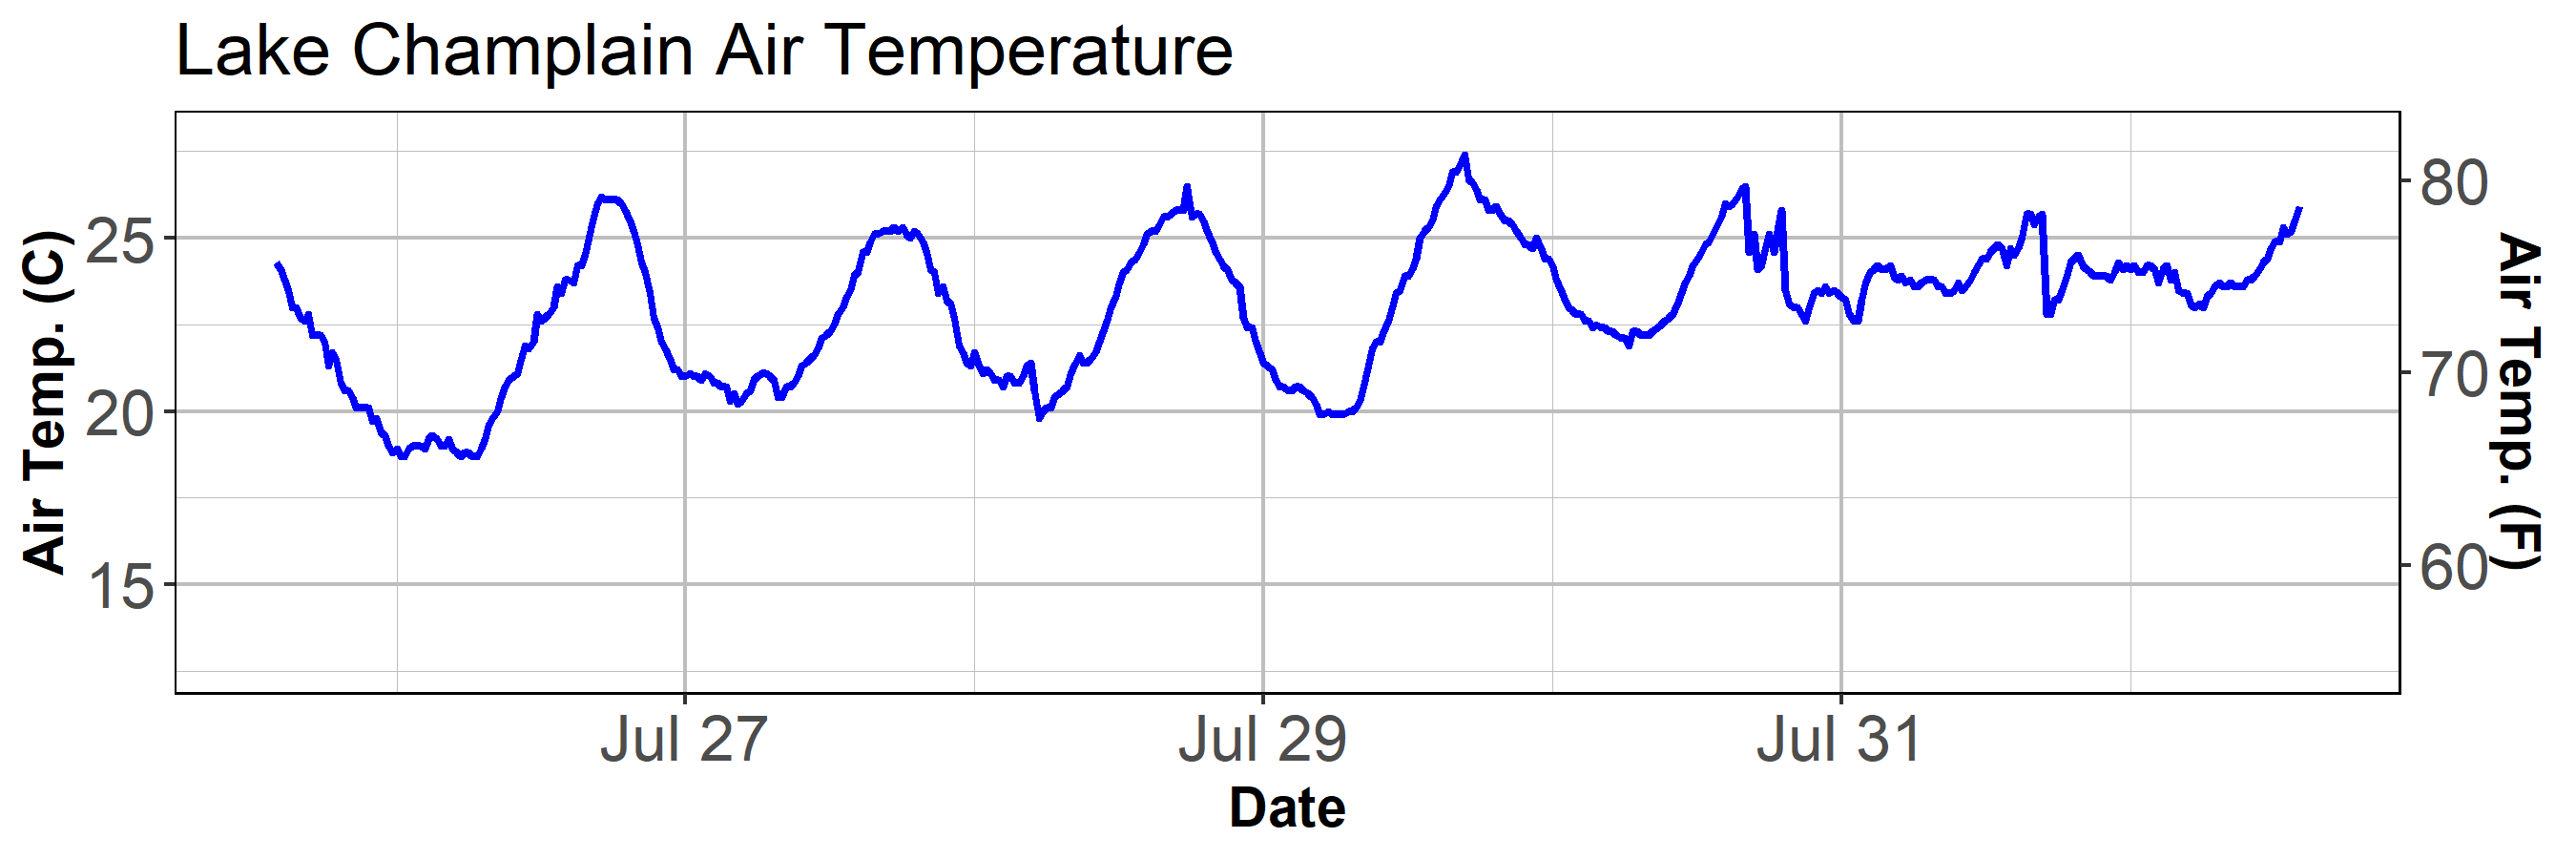 Lake Champlain Air Temperature
Air Temp. (C)
25
20
15
80
70
60
Air Temp. (F)
Jul 27
Jul 29
Jul 31
Date